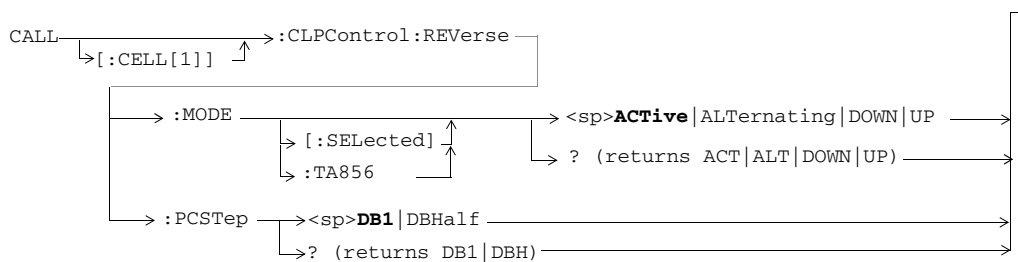 CALL :CLPControl:REVerse
[:CELL[1]]
:MODE <sp>ACTive|ALTernating|DOWN|UP
[:SELected] ? (returns ACT|ALT|DOWN|UP)
:TA856
:PCSTep <sp>DB1|DBHalf
? (returns DB1|DBH)